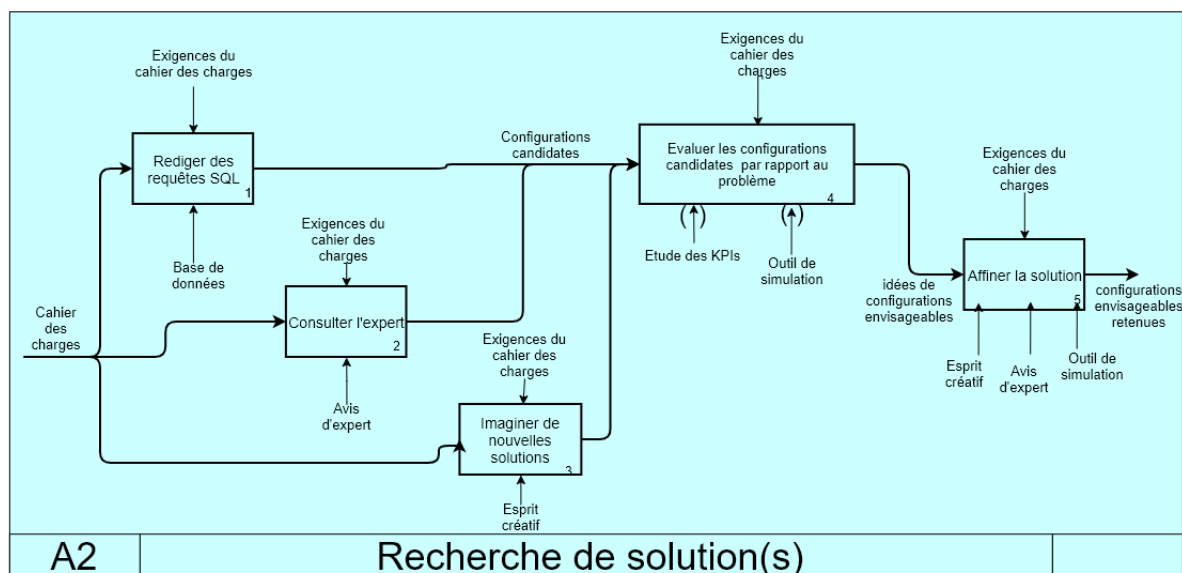 Exigences du
cahier des charges
Rediger des
requêtes SQL
1
Base de
données
Cahier
des
charges
Exigences du
cahier des
charges
Consulter l'expert
2
Avis
d'expert
Exigences du
cahier des
charges
Imaginer de
nouvelles
solutions
3
Esprit
créatif
Configurations
candidates
Exigences du
cahier des
charges
Evaluer les configurations
candidates par rapport au
problème
4
Etude des KPIs
Outil de
simulation
idées de
configurations
envisageables
Exigences du
cahier des
charges
Affiner la solution
5
Esprit
créatif
Avis
d'expert
Outil de
simulation
configurations
envisageables
retenues
A2
Recherche de solution(s)